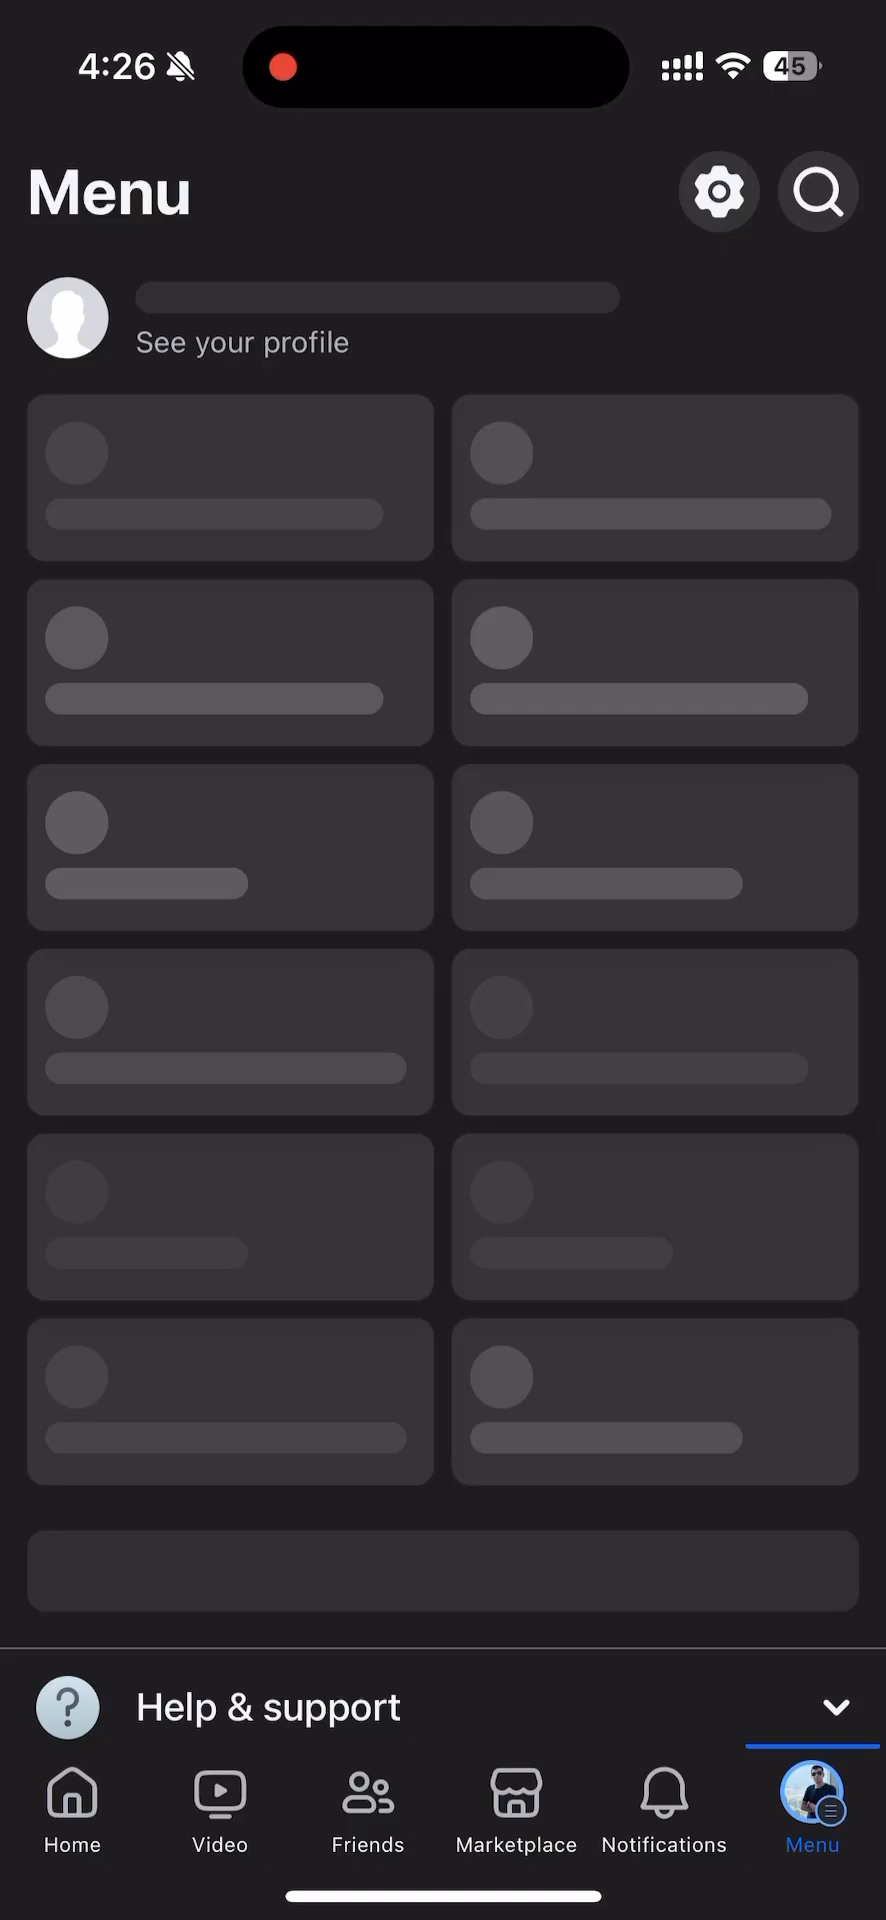 4:26
45
Menu
See your profile
Help & support
Home
Video
Friends
Marketplace
Notifications
Menu